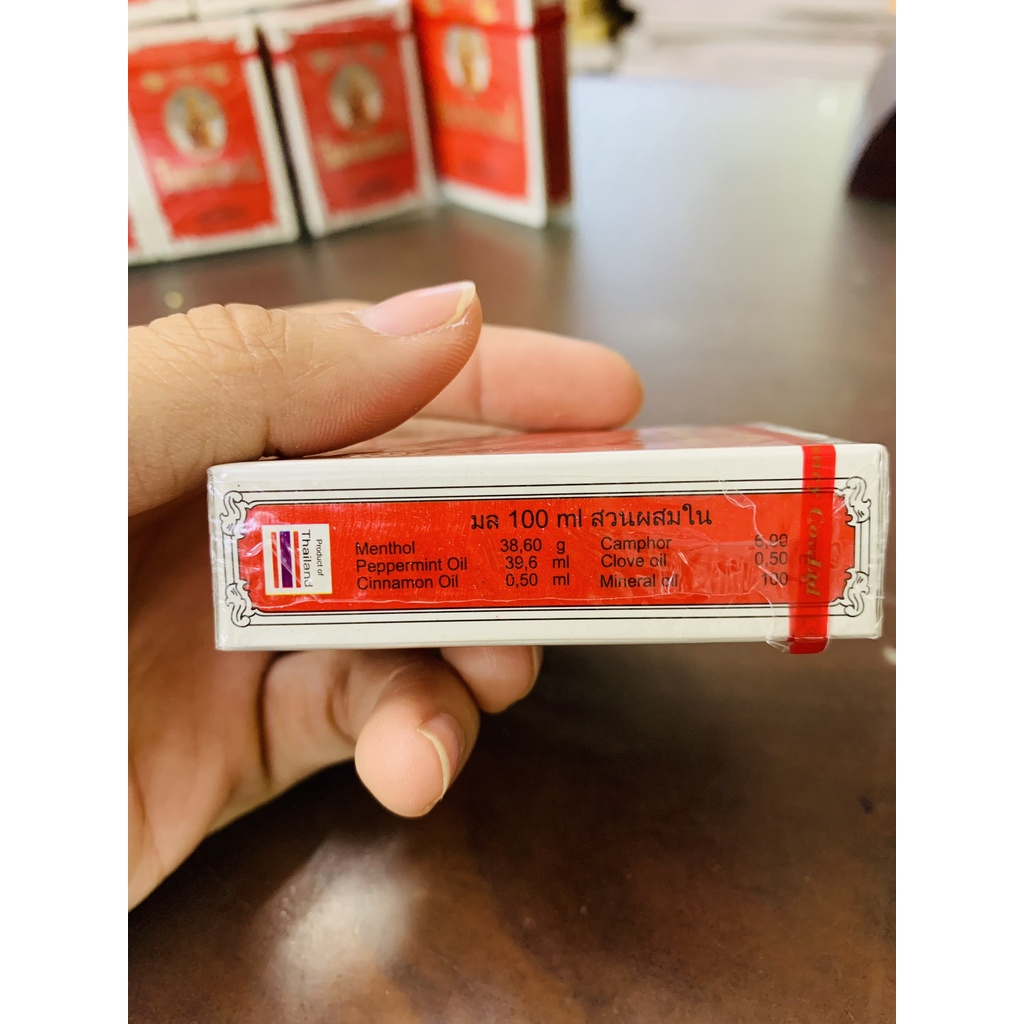 มล 100 ml สวนผสมใน
Menthol 38,60 g Camphor 6,99
Peppermint Oil 39,6 ml Clove oil 0,50
Cinnamon Oil 0,50 ml Mineral oil 100
Product of
Thailand